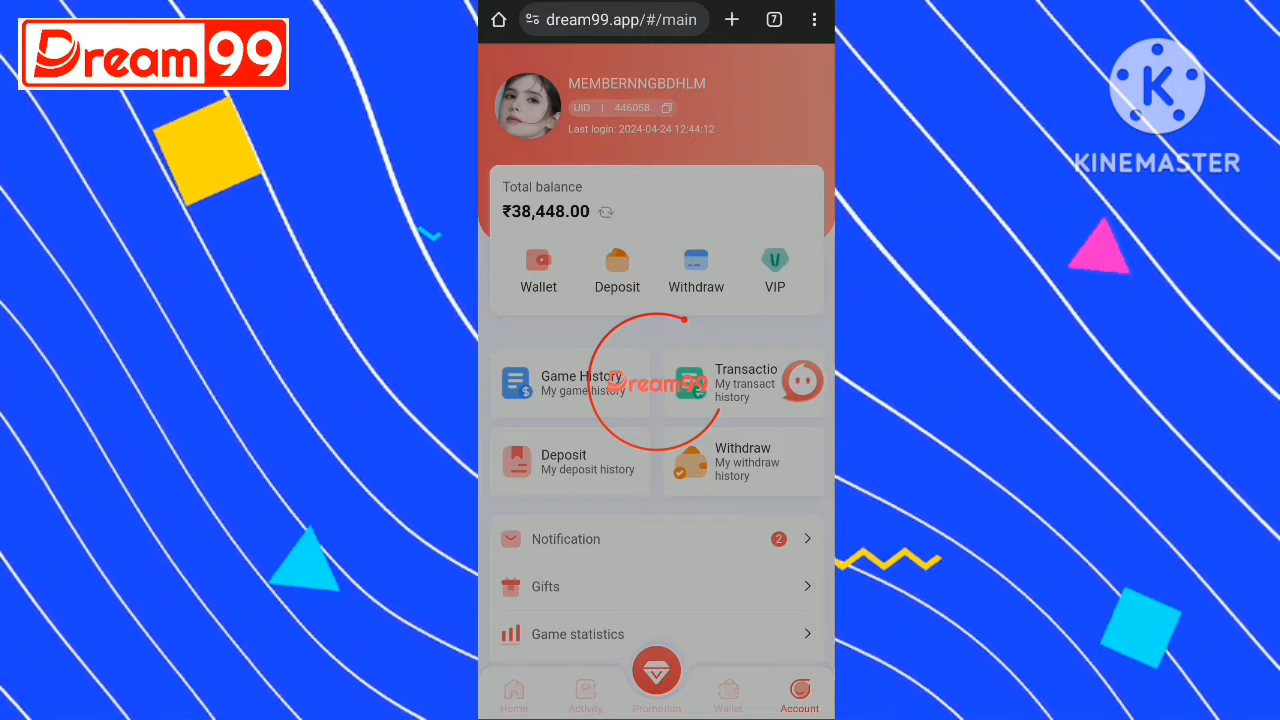 Dream99
dream99.app/#/main
7
K
KINEMASTER
MEMBERNNGBDHLM
UID | 446058
Last login: 2024-04-24 12:44:12
Total balance
₹38,448.00
Wallet
Deposit
Withdraw
VIP
Game History
My game history
Transactio
My transact
history
Dream99
Deposit
My deposit history
Withdraw
My withdraw
history
Notification
2
Gifts
Game statistics
Home
Activity
Promotion
Wallet
Account